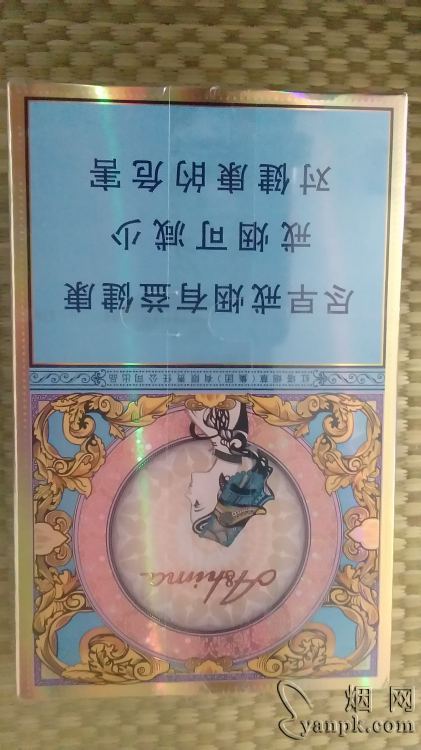 Ashima
红塔烟草（集团）有限责任公司出品
尽早戒烟有益健康
戒烟可减少
对健康的危害
烟网
yanpk.com